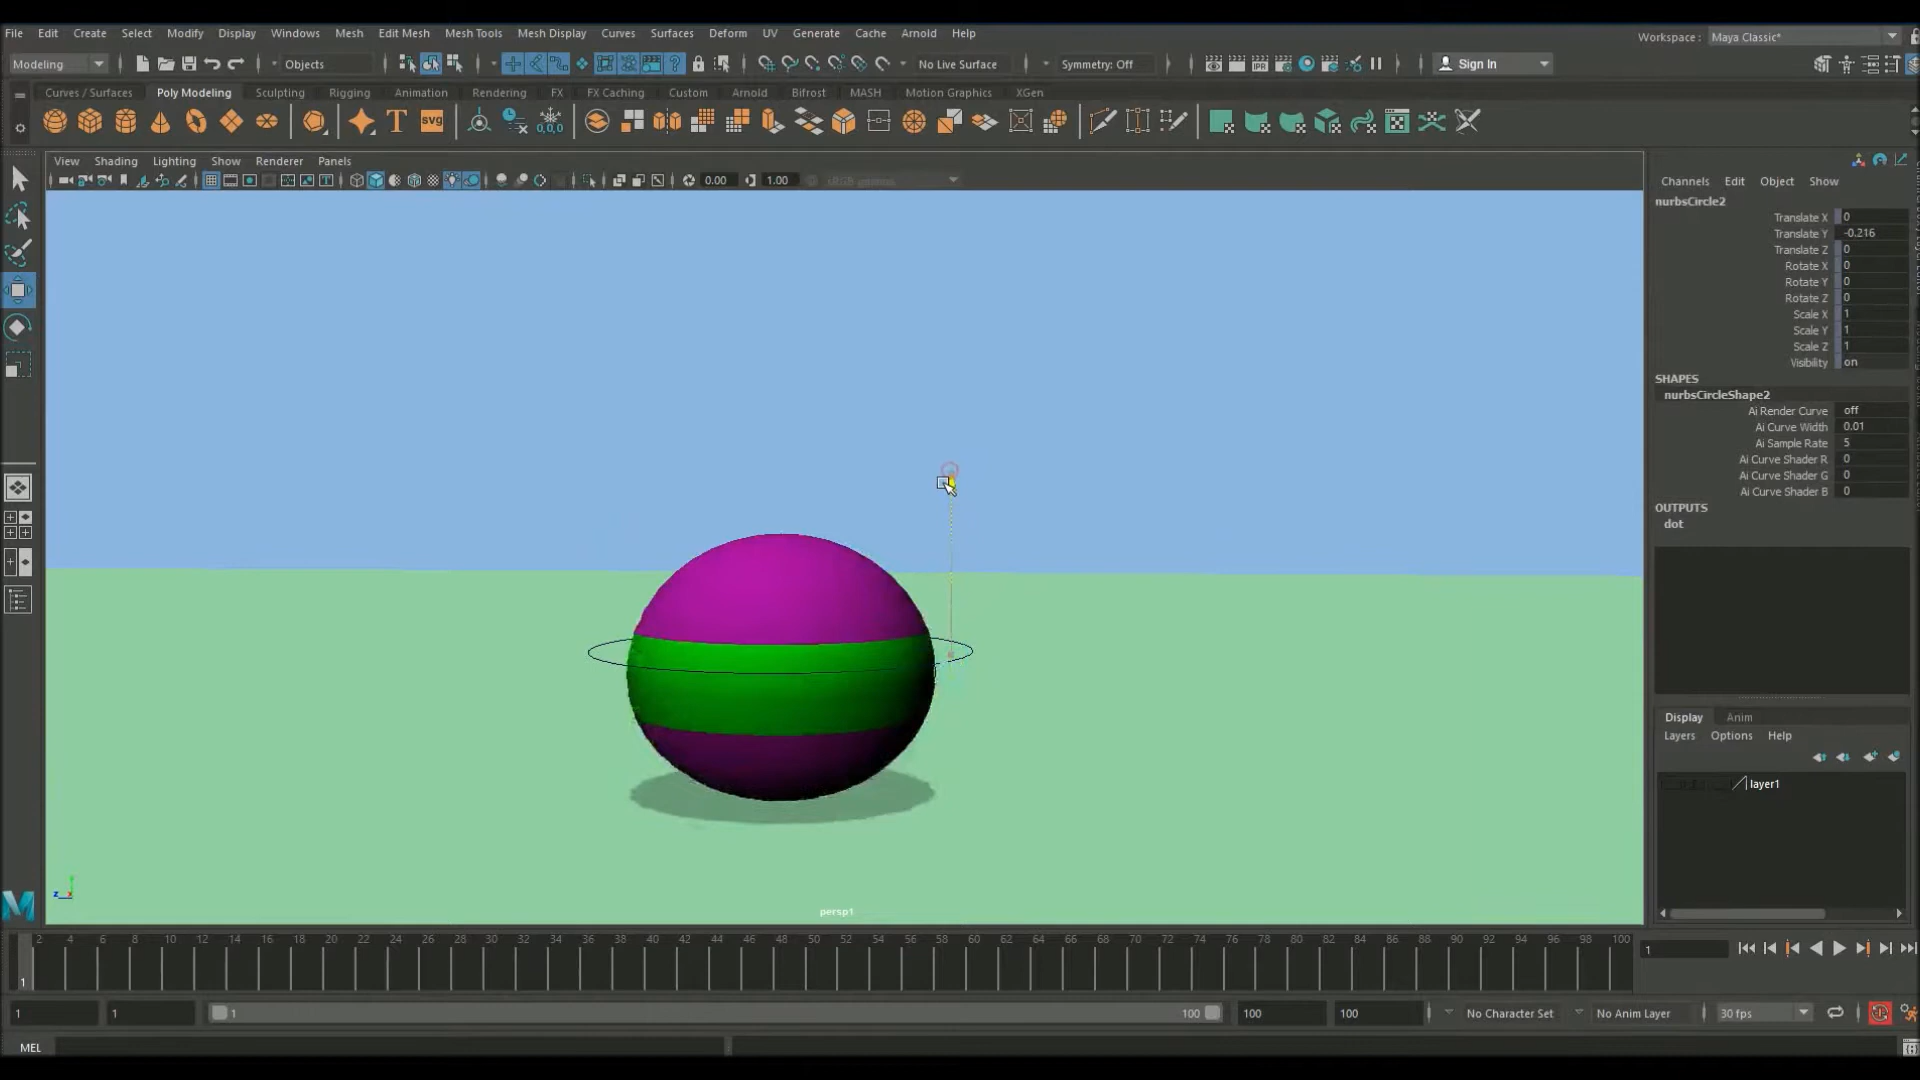 File Edit Create Select Modify Display Windows Mesh Edit Mesh Mesh Tools Mesh Display Curves Surfaces Deform UV Generate Cache Arnold Help
Workspace : Maya Classic*
Modeling Objects No Live Surface Symmetry: Off Sign In
Curves / Surfaces Poly Modeling Sculpting Rigging Animation Rendering FX FX Caching Custom Arnold Bifrost MASH Motion Graphics XGen
T svg 0,0,0
View Shading Lighting Show Renderer Panels
0.00 1.00 sRGB gamma
Channels Edit Object Show
nurbsCircle2
Translate X 0
Translate Y -0.216
Translate Z 0
Rotate X 0
Rotate Y 0
Rotate Z 0
Scale X 1
Scale Y 1
Scale Z 1
Visibility on
SHAPES
nurbsCircleShape2
Ai Render Curve off
Ai Curve Width 0.01
Ai Sample Rate 5
Ai Curve Shader R 0
Ai Curve Shader G 0
Ai Curve Shader B 0
OUTPUTS
dot
Display Anim
Layers Options Help
layer1
z
persp1
2 4 6 8 10 12 14 16 18 20 22 24 26 28 30 32 34 36 38 40 42 44 46 48 50 52 54 56 58 60 62 64 66 68 70 72 74 76 78 80 82 84 86 88 90 92 94 96 98 100
1 1
1 1 1 100 100 100 No Character Set No Anim Layer 30 fps
MEL